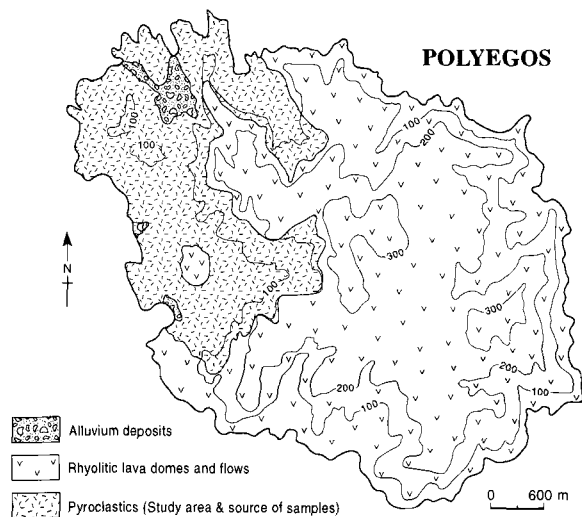 POLYEGOS
100
200
100
100
300
N
100
300
200
200
100
100
Alluvium deposits
Rhyolitic lava domes and flows
Pyroclastics (Study area & source of samples)
0 600 m